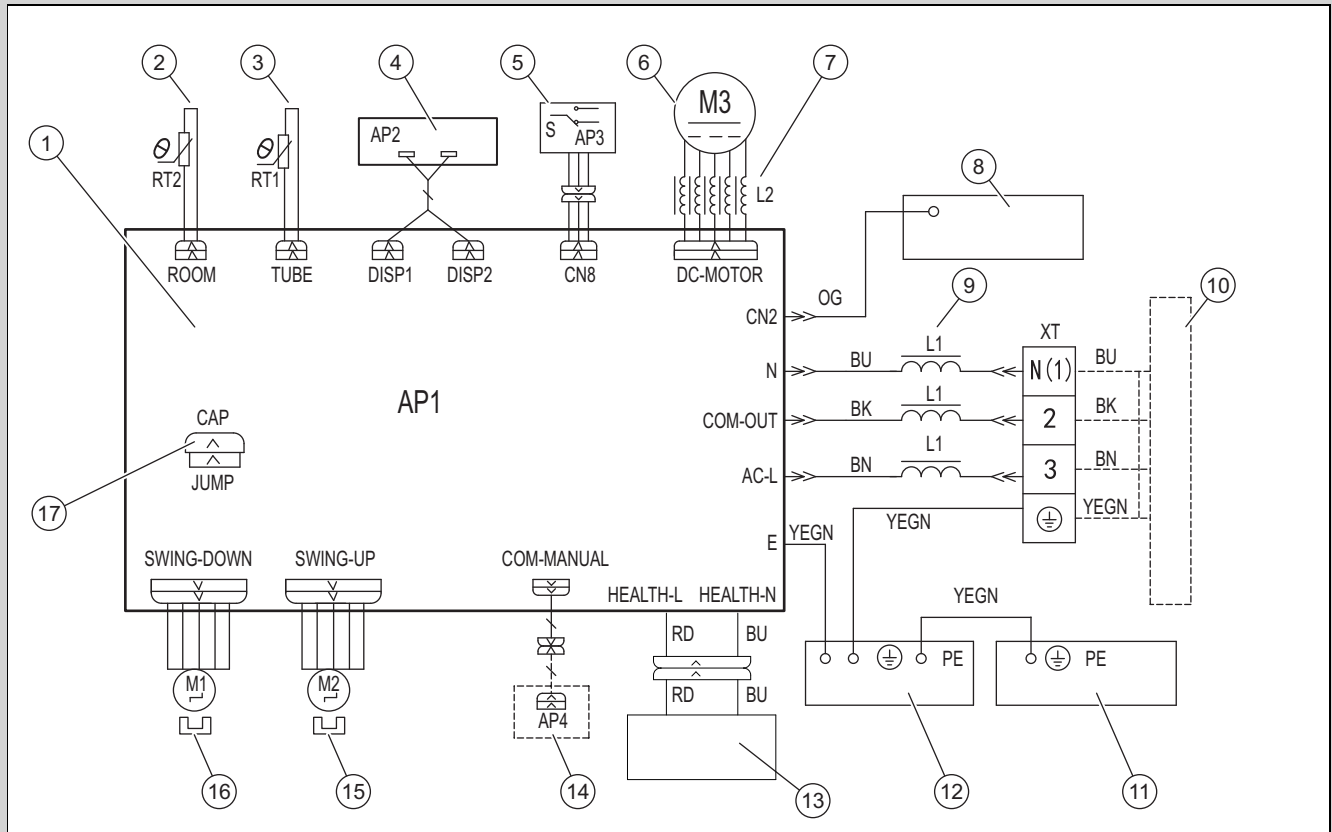 2 3 4 5 6 7
1
RT2 RT1 AP2 S AP3 M3 L2
8
ROOM TUBE DISP1 DISP2 CN8 DC-MOTOR
CN2 OG
9 10
XT
N BU L1 N(1) BU
COM-OUT BK L1 2 BK
AC-L BN L1 3 BN
YEGN YEGN
E YEGN
AP1
CAP
JUMP
17
SWING-DOWN SWING-UP COM-MANUAL
HEALTH-L HEALTH-N
YEGN
RD BU
RD BU
PE PE
M1 M2 AP4
16 15 14 13 12 11